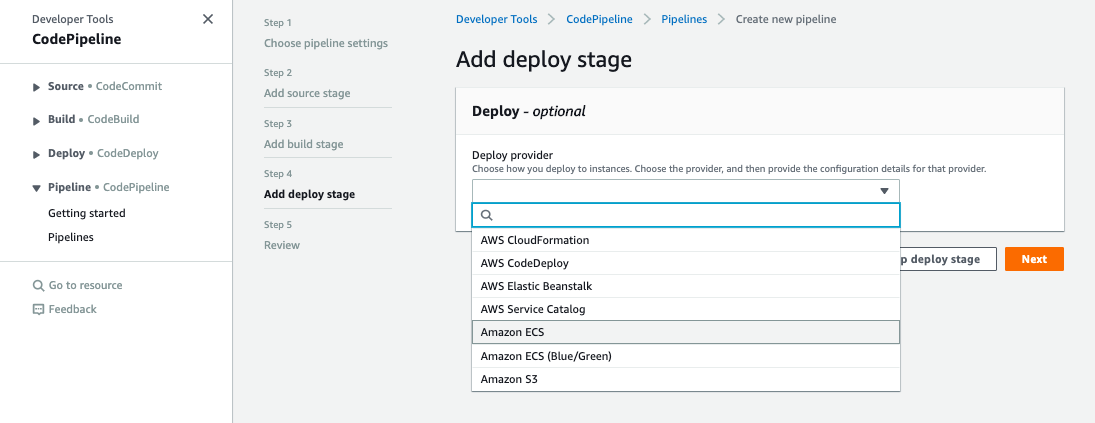 Developer Tools
CodePipeline
Source • CodeCommit
Build • CodeBuild
Deploy • CodeDeploy
Pipeline • CodePipeline
Getting started
Pipelines
Go to resource
Feedback
Step 1
Choose pipeline settings
Step 2
Add source stage
Step 3
Add build stage
Step 4
Add deploy stage
Step 5
Review
Developer Tools > CodePipeline > Pipelines > Create new pipeline
Add deploy stage
Deploy - optional
Deploy provider
Choose how you deploy to instances. Choose the provider, and then provide the configuration details for that provider.
AWS CloudFormation
AWS CodeDeploy
AWS Elastic Beanstalk
AWS Service Catalog
Amazon ECS
Amazon ECS (Blue/Green)
Amazon S3
p deploy stage
Next